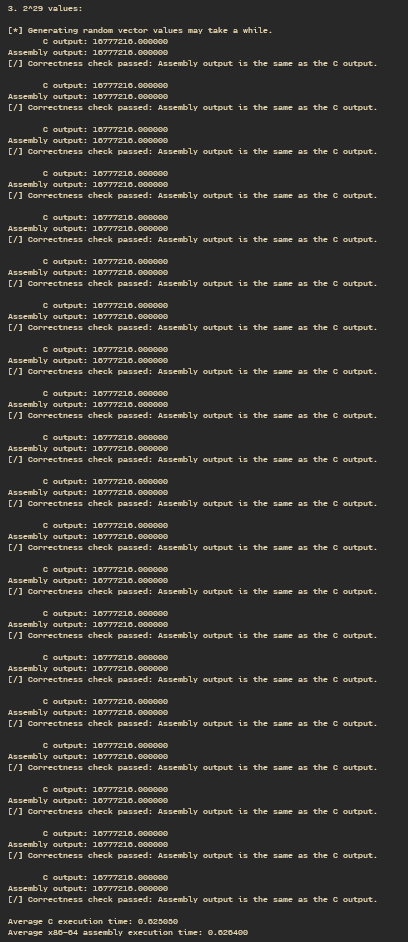 3. 2^29 values:
[*] Generating random vector values may take a while.
C output: 16777216.000000
Assembly output: 16777216.000000
[/] Correctness check passed: Assembly output is the same as the C output.
C output: 16777216.000000
Assembly output: 16777216.000000
[/] Correctness check passed: Assembly output is the same as the C output.
C output: 16777216.000000
Assembly output: 16777216.000000
[/] Correctness check passed: Assembly output is the same as the C output.
C output: 16777216.000000
Assembly output: 16777216.000000
[/] Correctness check passed: Assembly output is the same as the C output.
C output: 16777216.000000
Assembly output: 16777216.000000
[/] Correctness check passed: Assembly output is the same as the C output.
C output: 16777216.000000
Assembly output: 16777216.000000
[/] Correctness check passed: Assembly output is the same as the C output.
C output: 16777216.000000
Assembly output: 16777216.000000
[/] Correctness check passed: Assembly output is the same as the C output.
C output: 16777216.000000
Assembly output: 16777216.000000
[/] Correctness check passed: Assembly output is the same as the C output.
C output: 16777216.000000
Assembly output: 16777216.000000
[/] Correctness check passed: Assembly output is the same as the C output.
C output: 16777216.000000
Assembly output: 16777216.000000
[/] Correctness check passed: Assembly output is the same as the C output.
C output: 16777216.000000
Assembly output: 16777216.000000
[/] Correctness check passed: Assembly output is the same as the C output.
C output: 16777216.000000
Assembly output: 16777216.000000
[/] Correctness check passed: Assembly output is the same as the C output.
C output: 16777216.000000
Assembly output: 16777216.000000
[/] Correctness check passed: Assembly output is the same as the C output.
C output: 16777216.000000
Assembly output: 16777216.000000
[/] Correctness check passed: Assembly output is the same as the C output.
C output: 16777216.000000
Assembly output: 16777216.000000
[/] Correctness check passed: Assembly output is the same as the C output.
C output: 16777216.000000
Assembly output: 16777216.000000
[/] Correctness check passed: Assembly output is the same as the C output.
C output: 16777216.000000
Assembly output: 16777216.000000
[/] Correctness check passed: Assembly output is the same as the C output.
C output: 16777216.000000
Assembly output: 16777216.000000
[/] Correctness check passed: Assembly output is the same as the C output.
C output: 16777216.000000
Assembly output: 16777216.000000
[/] Correctness check passed: Assembly output is the same as the C output.
C output: 16777216.000000
Assembly output: 16777216.000000
[/] Correctness check passed: Assembly output is the same as the C output.
Average C execution time: 0.625050
Average x86-64 assembly execution time: 0.626400